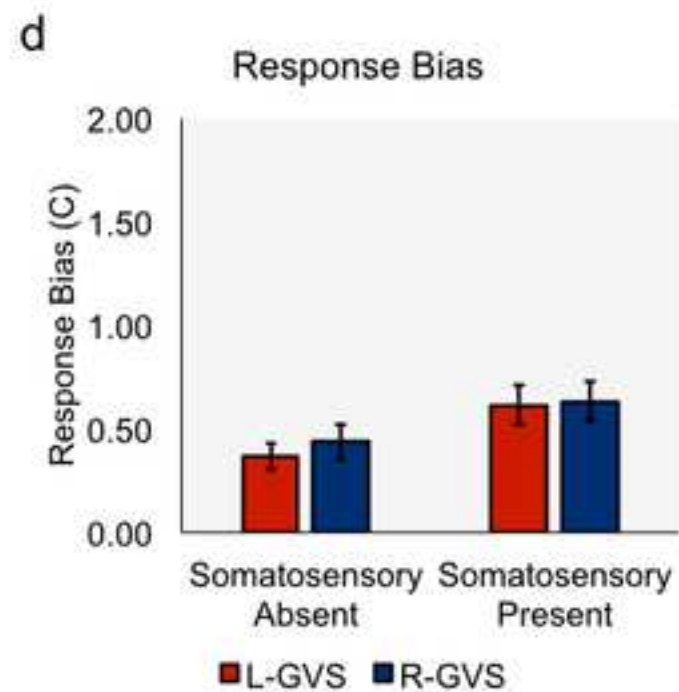 d
Response Bias
Response Bias (C)
2.00
1.50
1.00
0.50
0.00
Somatosensory Absent
Somatosensory Present
L-GVS R-GVS